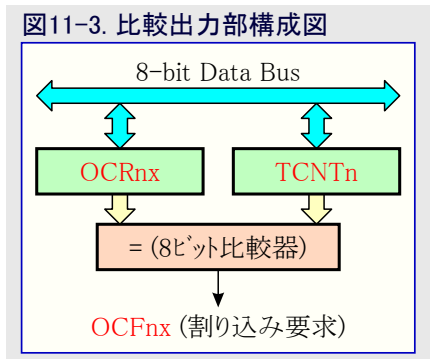 図11-3. 比較出力部構成図
8-bit Data Bus
OCRnx
TCNTn
= (8ﾋﾞｯﾄ比較器)
OCFnx (割り込み要求)